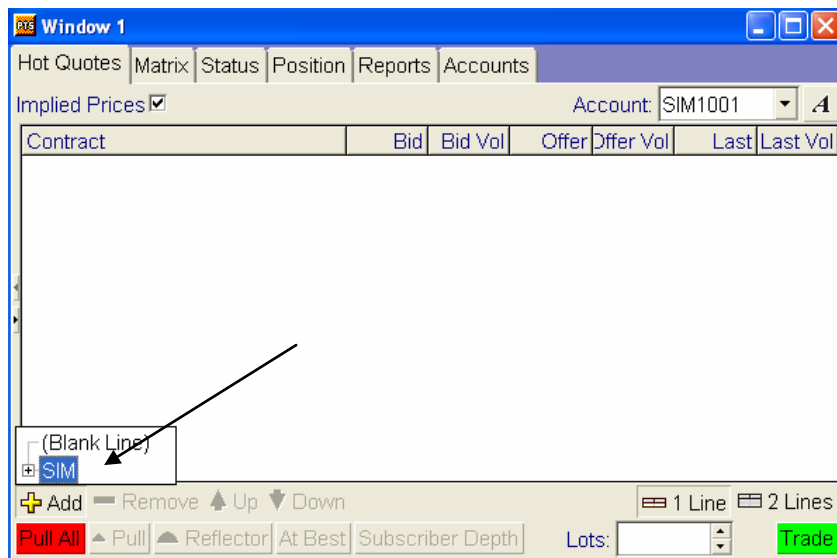 PTS Window 1
Hot Quotes Matrix Status Position Reports Accounts
Implied Prices Account: SIM1001 A
Contract Bid Bid Vol Offer Offer Vol Last Last Vol
(Blank Line)
SIM
Add Remove Up Down 1 Line 2 Lines
Pull All Pull Reflector At Best Subscriber Depth Lots: Trade